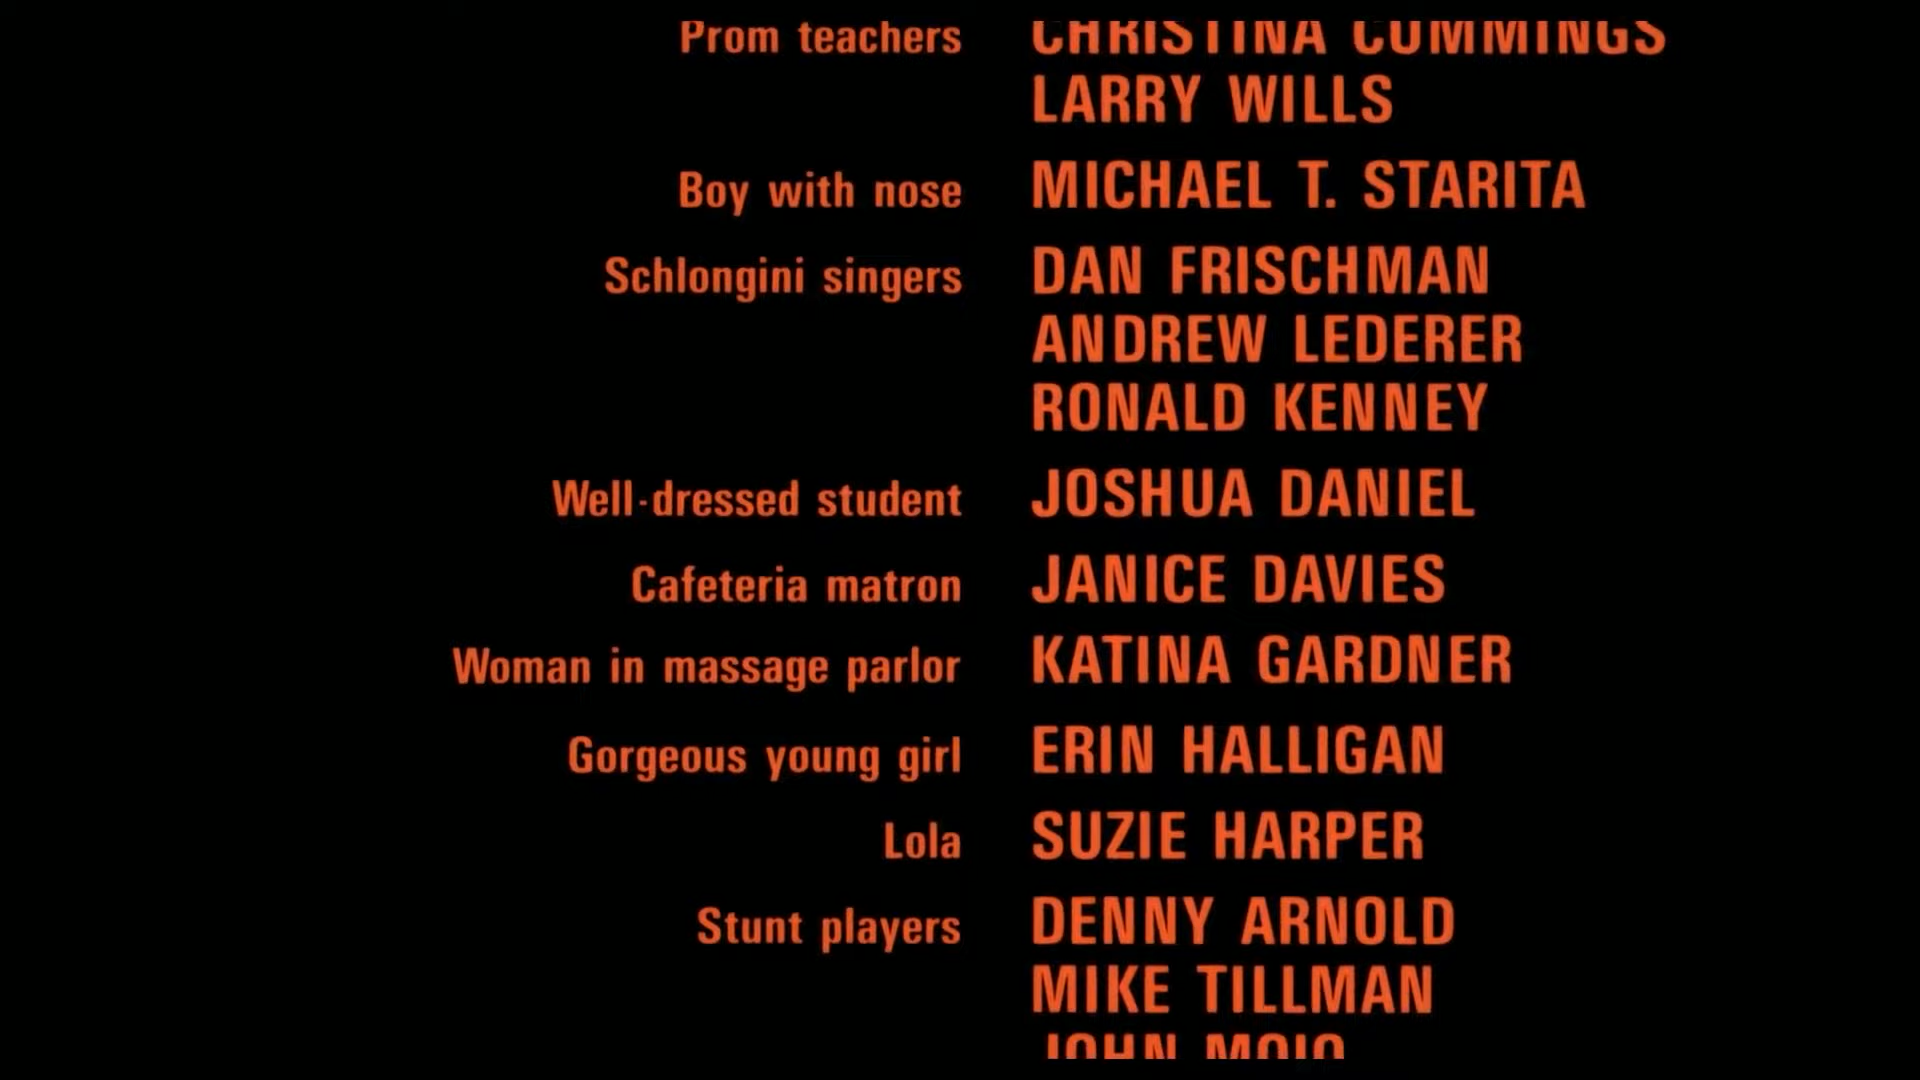 Prom teachers CHRISTINA CUMMINGS
LARRY WILLS
Boy with nose MICHAEL T. STARITA
Schlongini singers DAN FRISCHMAN
ANDREW LEDERER
RONALD KENNEY
Well-dressed student JOSHUA DANIEL
Cafeteria matron JANICE DAVIES
Woman in massage parlor KATINA GARDNER
Gorgeous young girl ERIN HALLIGAN
Lola SUZIE HARPER
Stunt players DENNY ARNOLD
MIKE TILLMAN
JOHN